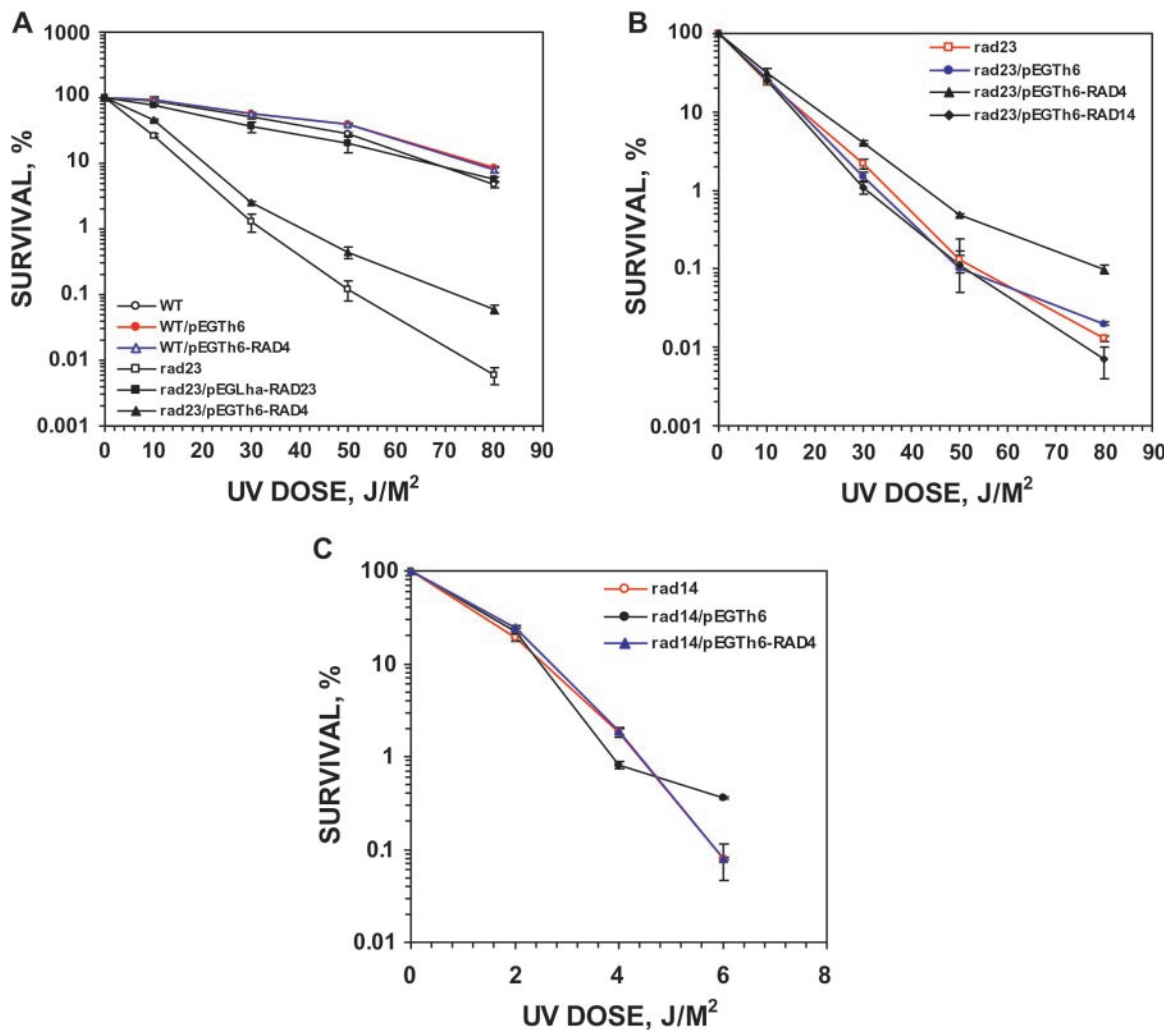 A
SURVIVAL, %
1000
100
10
1
0.1
0.01
0.001
WT
WT/pEGTh6
WT/pEGTh6-RAD4
rad23
rad23/pEGLha-RAD23
rad23/pEGTh6-RAD4
0 10 20 30 40 50 60 70 80 90
UV DOSE, J/M²
B
SURVIVAL, %
100
10
1
0.1
0.01
0.001
rad23
rad23/pEGTh6
rad23/pEGTh6-RAD4
rad23/pEGTh6-RAD14
0 10 20 30 40 50 60 70 80 90
UV DOSE, J/M²
C
SURVIVAL, %
100
10
1
0.1
0.01
rad14
rad14/pEGTh6
rad14/pEGTh6-RAD4
0 2 4 6 8
UV DOSE, J/M²